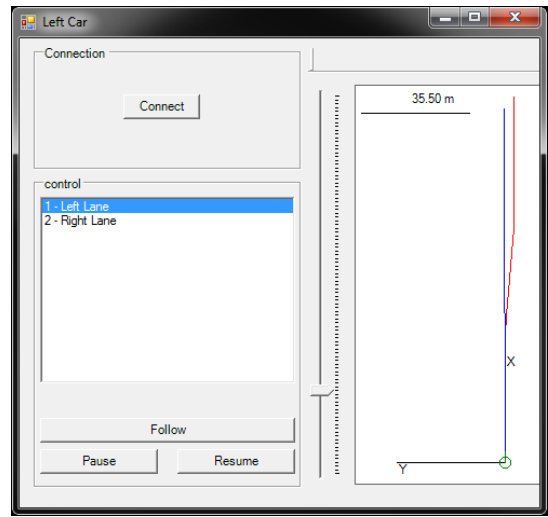 Left Car
Connection
Connect
control
1 - Left Lane
2 - Right Lane
Follow
Pause
Resume
35.50 m
X
Y